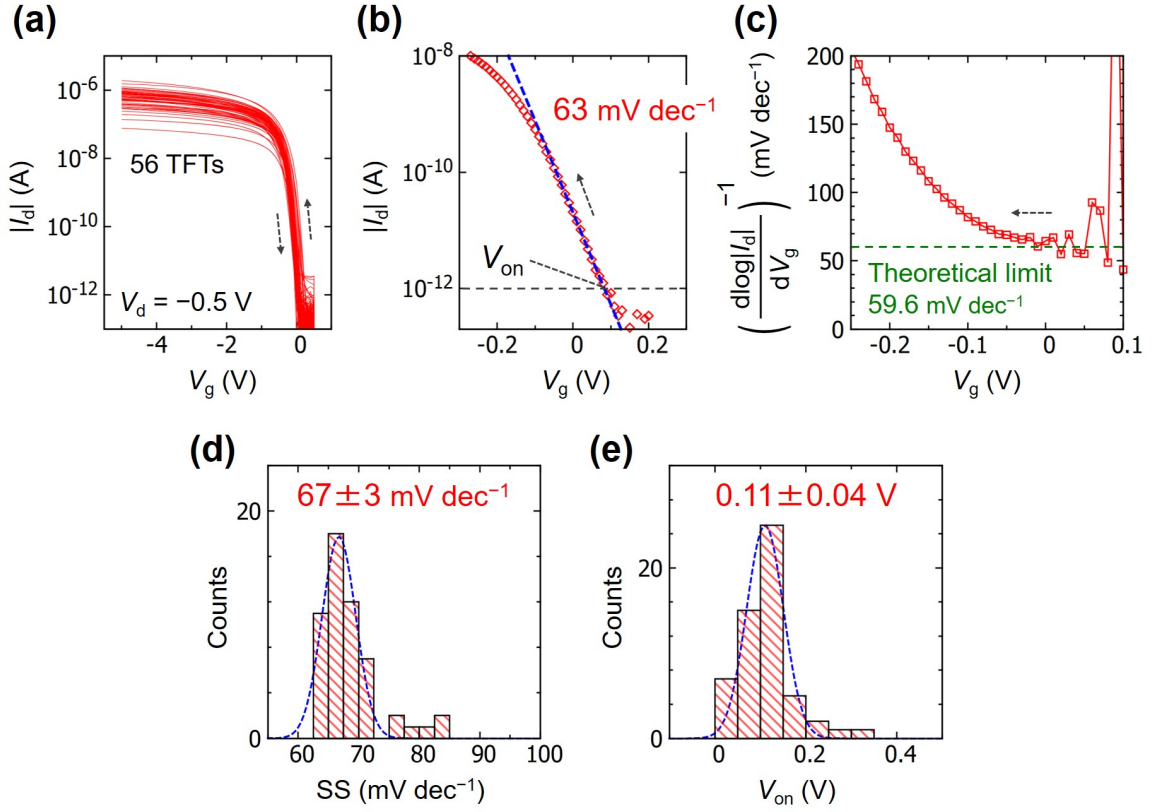 (a)
|Id| (A)
10−6
10−8
10−10
10−12
56 TFTs
Vd = −0.5 V
-4
-2
0
Vg (V)
(b)
|Id| (A)
10−8
10−10
10−12
63 mV dec−1
Von
-0.2
0
0.2
Vg (V)
(c)
(dlog|Id|/dVg)−1 (mV dec−1)
200
150
100
50
0
Theoretical limit
59.6 mV dec−1
-0.2
-0.1
0
0.1
Vg (V)
(d)
Counts
20
0
67±3 mV dec−1
60
70
80
90
100
SS (mV dec−1)
(e)
Counts
20
0
0.11±0.04 V
0
0.2
0.4
Von (V)